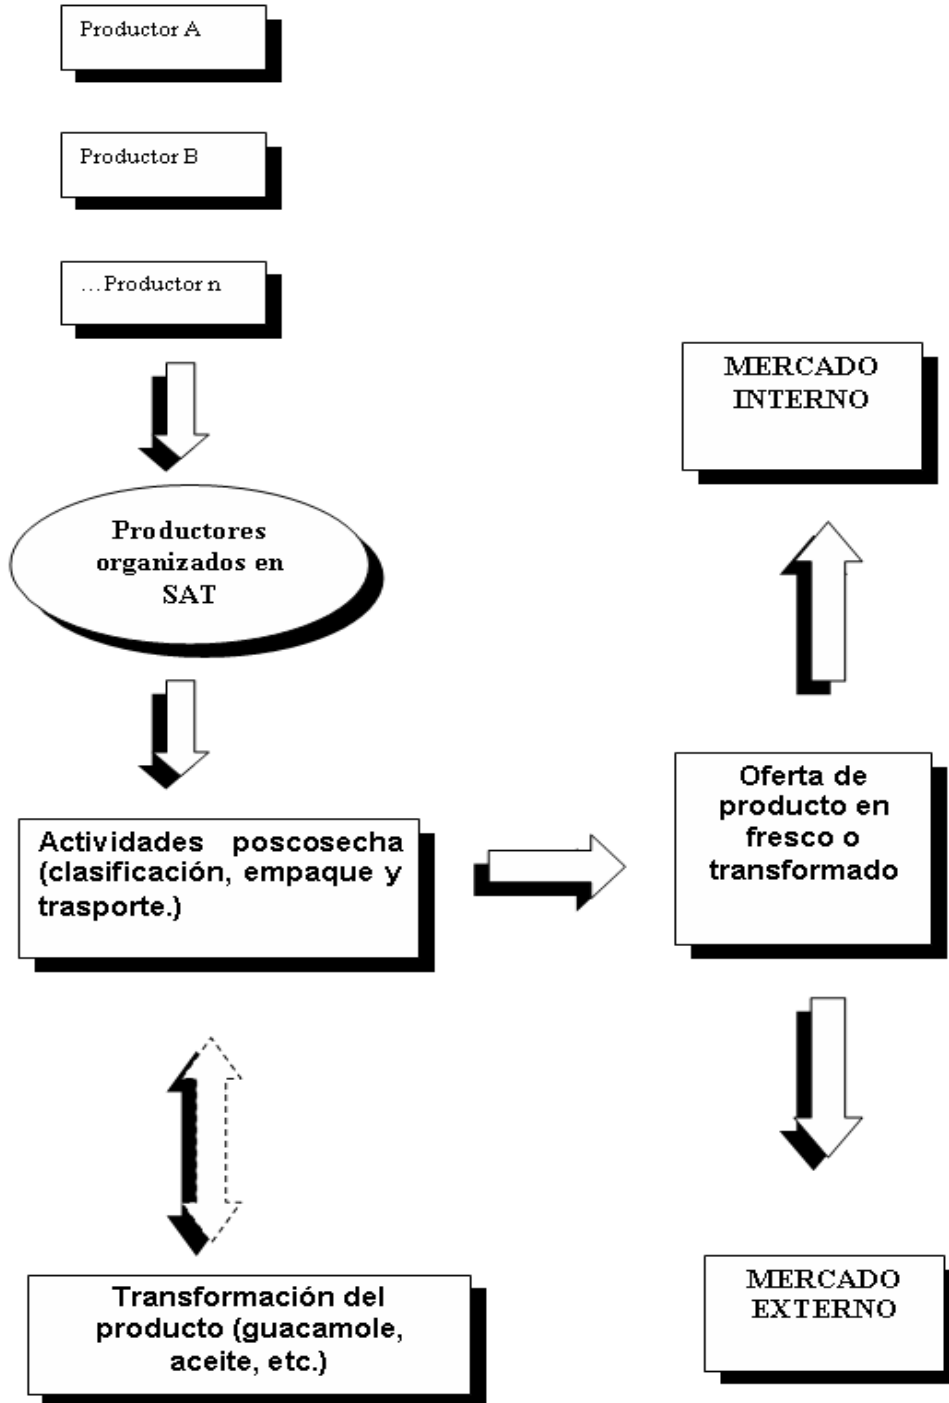 Productor A
Productor B
...Productor n
Productores
organizados en
SAT
Actividades poscosecha
(clasificación, empaque y
trasporte.)
Transformación del
producto (guacamole,
aceite, etc.)
MERCADO
INTERNO
Oferta de
producto en
fresco o
transformado
MERCADO
EXTERNO